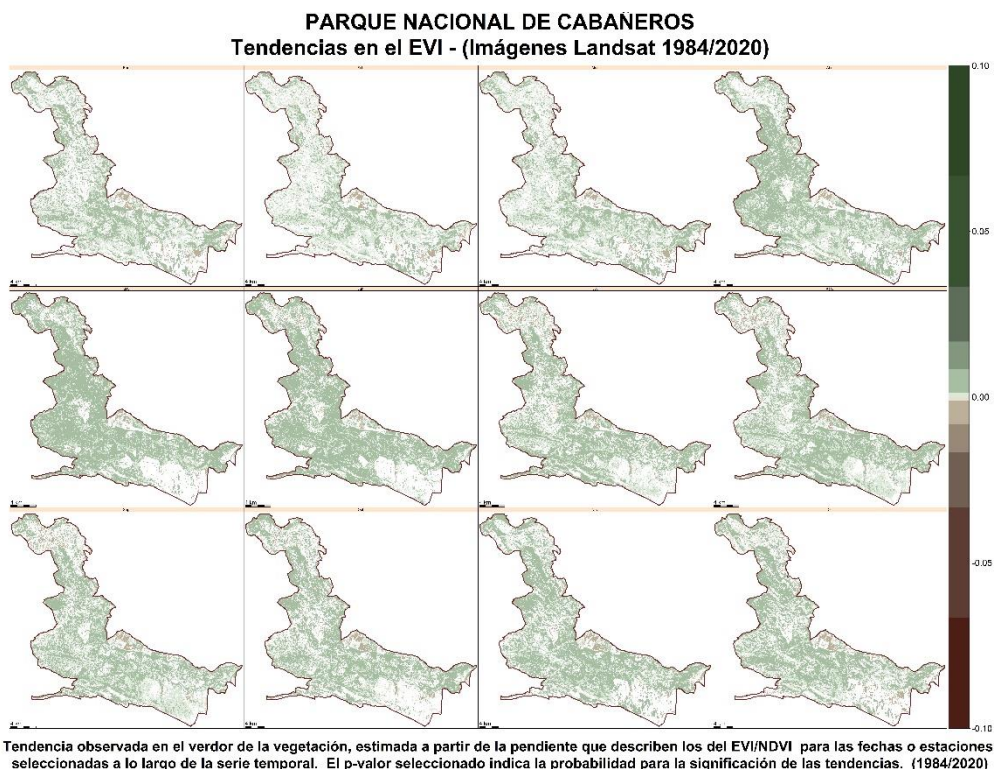 PARQUE NACIONAL DE CABAÑEROS
Tendencias en el EVI - (Imágenes Landsat 1984/2020)
0.10
0.05
0.00
-0.05
-0.10
Tendencia observada en el verdor de la vegetación, estimada a partir de la pendiente que describen los del EVI/NDVI para las fechas o estaciones
seleccionadas a lo largo de la serie temporal. El p-valor seleccionado indica la probabilidad para la significación de las tendencias. (1984/2020)